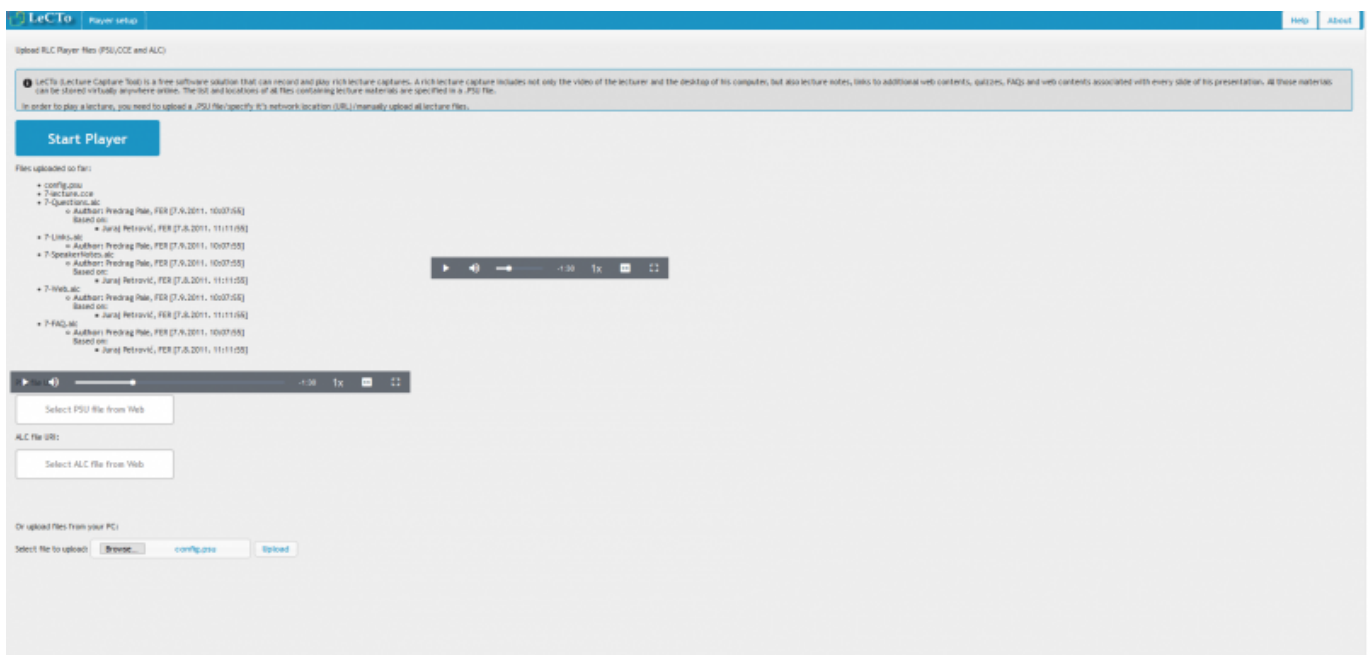 LeCTo
Player setup
Help
About
Upload RLC Player files (PSU,CCE and ALC)
LeCTo (Lecture Capture Tool) is a free software solution that can record and play rich lecture captures. A rich lecture capture includes not only the video of the lecturer and the desktop of his computer, but also lecture notes, links to additional web contents, quizzes, FAQs and web contents associated with every slide of his presentation. All those materials
can be stored virtually anywhere online. The list and locations of all files containing lecture materials are specified in a .PSU file.
In order to play a lecture, you need to upload a .PSU file/specify it's network location (URL)/manually upload all lecture files.
Start Player
Files uploaded so far:
config.psu
7-lecture.cce
7-Questions.alc
Author: Predrag Pale, FER [7.9.2011. 10:07:55]
Based on:
Juraj Petrović, FER [7.8.2011. 11:11:55]
7-Links.alc
Author: Predrag Pale, FER [7.9.2011. 10:07:55]
7-SpeakerNotes.alc
Author: Predrag Pale, FER [7.9.2011. 10:07:55]
Based on:
Juraj Petrović, FER [7.8.2011. 11:11:55]
7-Web.alc
Author: Predrag Pale, FER [7.9.2011. 10:07:55]
Based on:
Juraj Petrović, FER [7.8.2011. 11:11:55]
7-FAQ.alc
Author: Predrag Pale, FER [7.9.2011. 10:07:55]
Based on:
Juraj Petrović, FER [7.8.2011. 11:11:55]
-1:30 1x
-1:30 1x
Select PSU file from Web
ALC file URI:
Select ALC file from Web
Or upload files from your PC:
Select file to upload: Browse... config.psu Upload